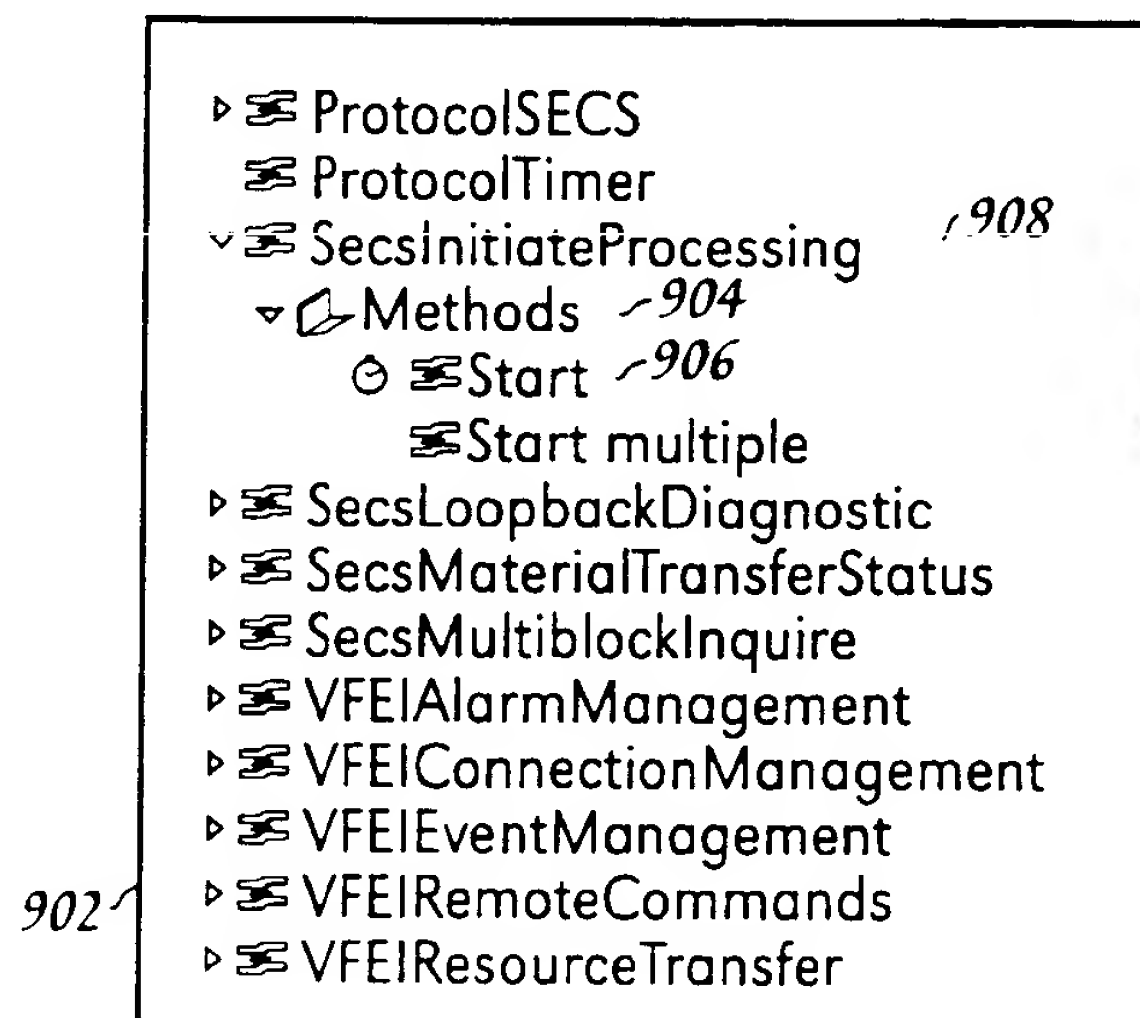 ProtocolSECS
ProtocolTimer
SecsInitiateProcessing 908
Methods 904
Start 906
Start multiple
SecsLoopbackDiagnostic
SecsMaterialTransferStatus
SecsMultiblockInquire
VFEIAlarmManagement
VFEIConnectionManagement
VFEIEventManagement
902 VFEIRemoteCommands
VFEIResourceTransfer